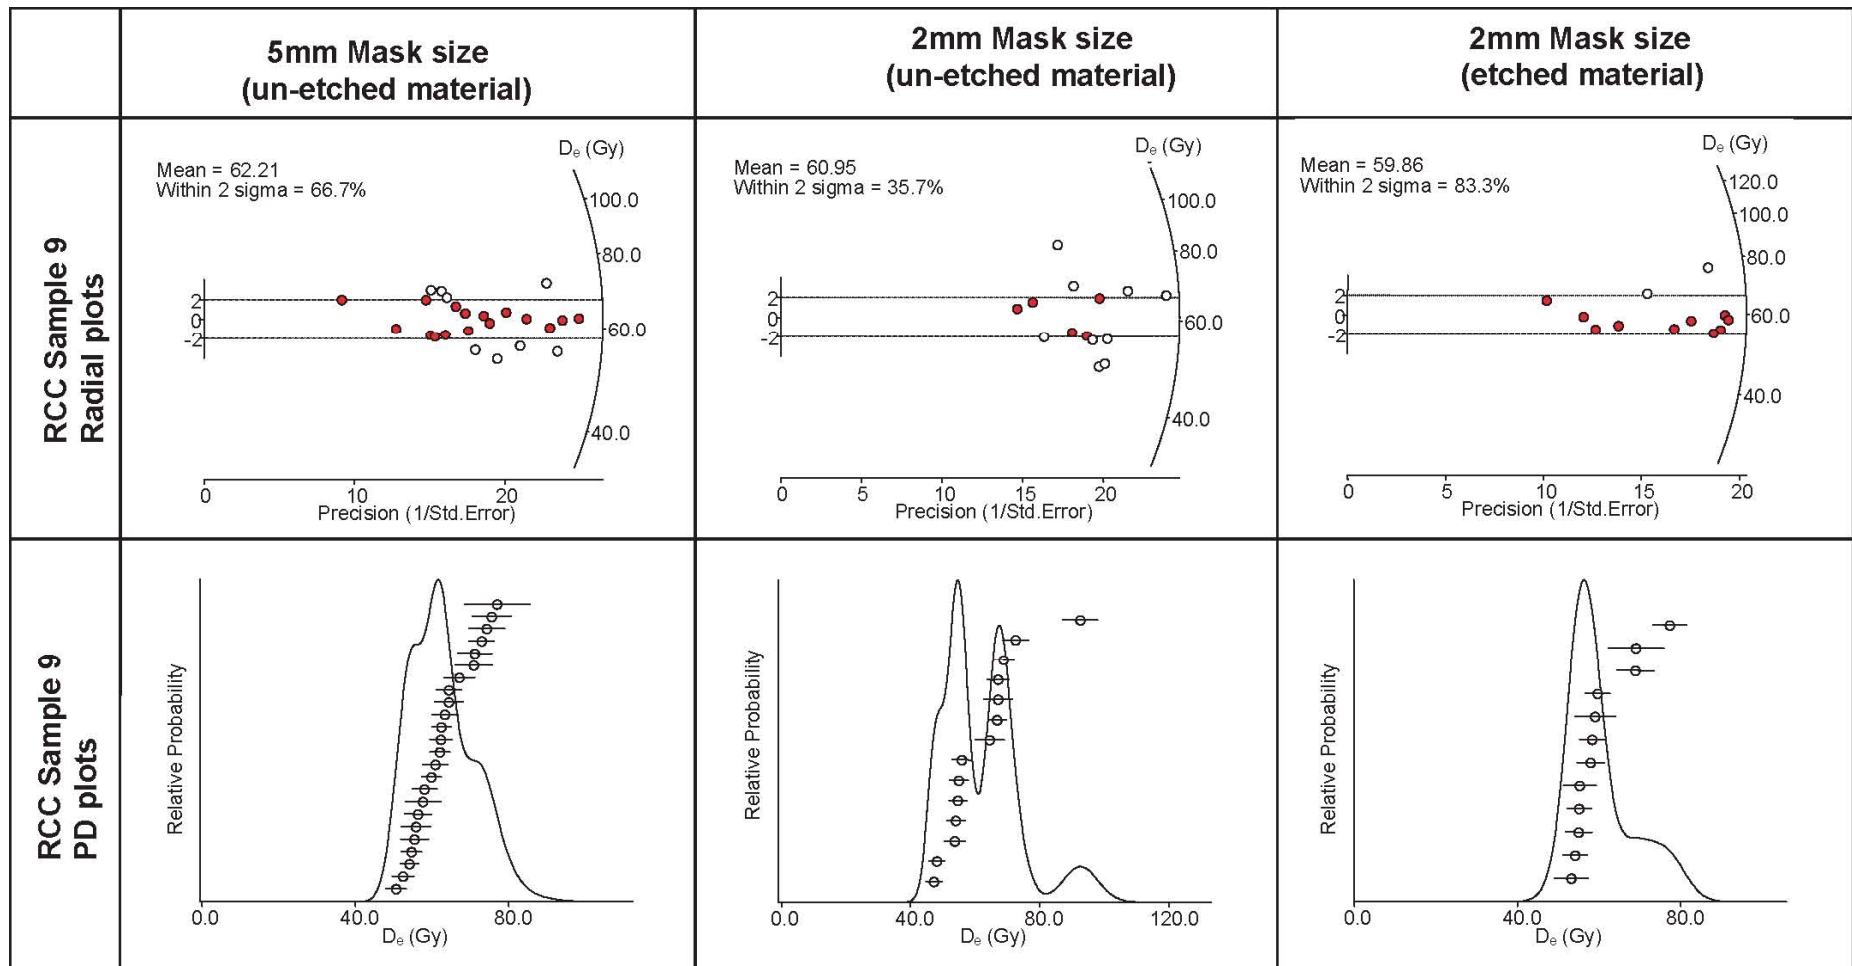 5mm Mask size
(un-etched material)
2mm Mask size
(un-etched material)
2mm Mask size
(etched material)
RCC Sample 9
Radial plots
Mean = 62.21
Within 2 sigma = 66.7%
Dₑ (Gy)
100.0
80.0
60.0
40.0
2
0
-2
0
10
20
Precision (1/Std.Error)
Mean = 60.95
Within 2 sigma = 35.7%
Dₑ (Gy)
100.0
80.0
60.0
40.0
2
0
-2
0
5
10
15
20
Precision (1/Std.Error)
Mean = 59.86
Within 2 sigma = 83.3%
Dₑ (Gy)
120.0
100.0
80.0
60.0
40.0
2
0
-2
0
5
10
15
20
Precision (1/Std.Error)
RCC Sample 9
PD plots
Relative Probability
0.0
40.0
80.0
Dₑ (Gy)
Relative Probability
0.0
40.0
80.0
120.0
Dₑ (Gy)
Relative Probability
0.0
40.0
80.0
Dₑ (Gy)